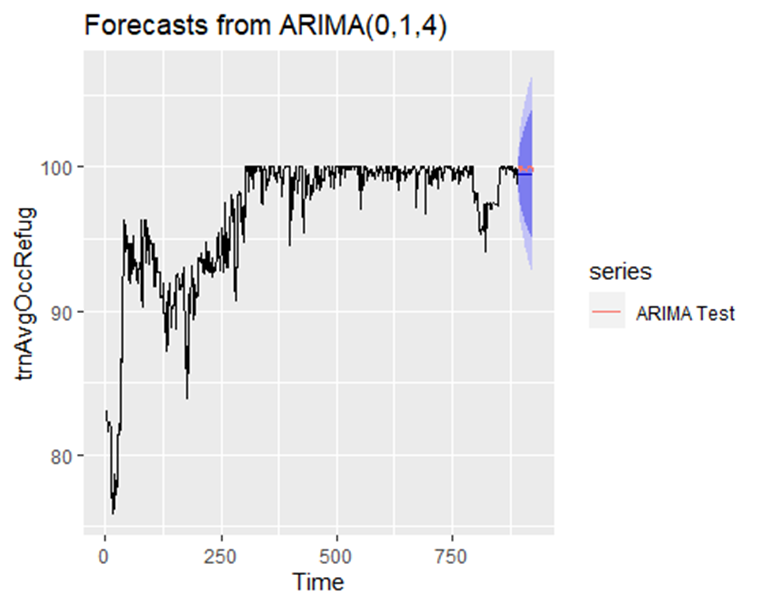 Forecasts from ARIMA(0,1,4)
100
90
80
trnAvgOccRefug
0
250
500
750
Time
series
ARIMA Test